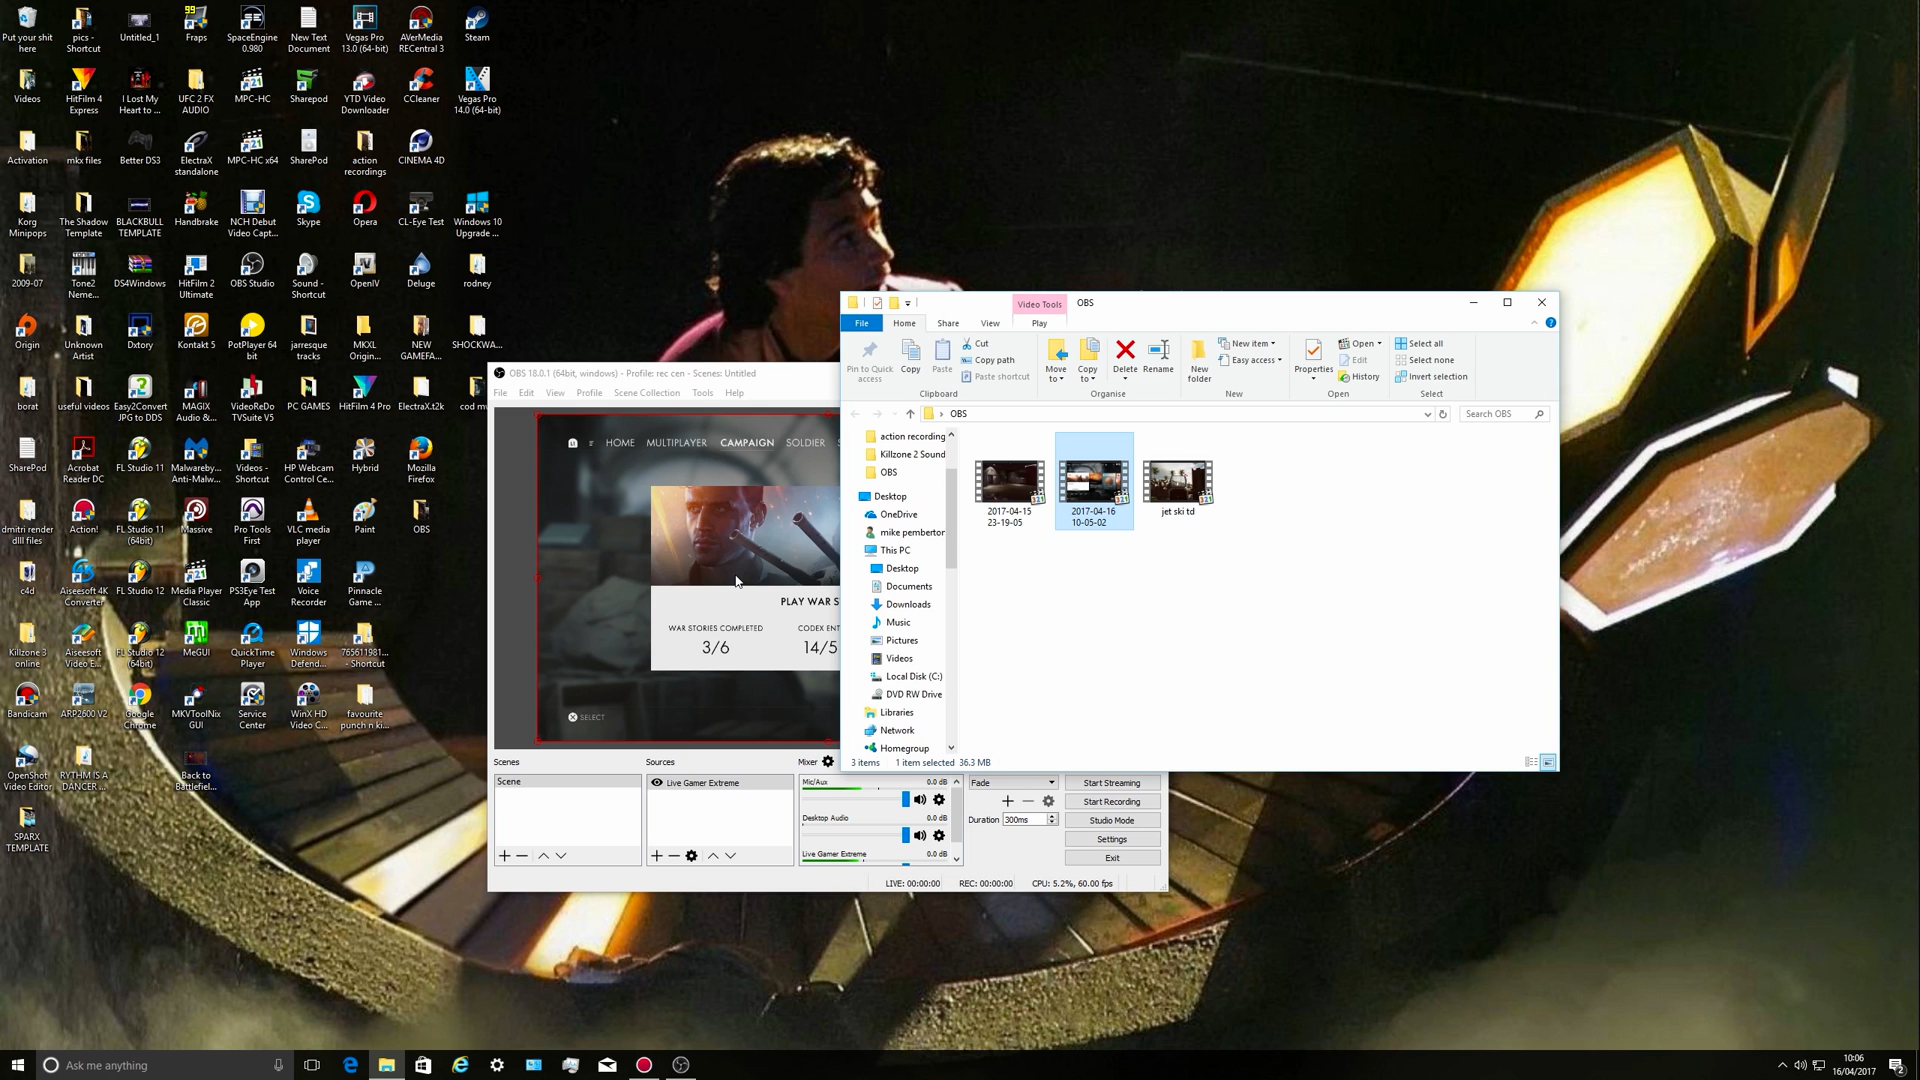 Put your shit here
pics - Shortcut
Untitled_1
99
Fraps
SpaceEngine 0.980
New Text Document
Vegas Pro 13.0 (64-bit)
AVerMedia RECentral 3
Steam
Videos
HitFilm 4 Express
I Lost My Heart to ...
UFC 2 FX AUDIO
MPC-HC
Sharepod
YTD Video Downloader
CCleaner
Vegas Pro 14.0 (64-bit)
Activation
mkx files
Better DS3
ElectraX standalone
MPC-HC x64
SharePod
action recordings
CINEMA 4D
Korg Minipops
The Shadow Template
BLACKBULL TEMPLATE
Handbrake
NCH Debut Video Capt...
Skype
Opera
CL-Eye Test
Windows 10 Upgrade ...
2009-07
Tone2 Neme...
DS4Windows
HitFilm 2 Ultimate
OBS Studio
Sound - Shortcut
OpenIV
Deluge
rodney
Origin
Unknown Artist
Dxtory
Kontakt 5
PotPlayer 64 bit
jarresque tracks
MKXL Origin...
NEW GAMEFA...
SHOCKWA...
borat
useful videos
Easy2Convert JPG to DDS
MAGIX Audio &...
VideoReDo TVSuite V5
PC GAMES
HitFilm 4 Pro
ElectraX.t2k
cod m
SharePod
Acrobat Reader DC
FL Studio 11
Malwareby... Anti-Malw...
Videos - Shortcut
HP Webcam Control Ce...
Hybrid
Mozilla Firefox
dmitri render dlll files
Action!
FL Studio 11 (64bit)
Massive
Pro Tools First
VLC media player
Paint
OBS
c4d
Aiseesoft 4K Converter
FL Studio 12
Media Player Classic
PS3Eye Test App
Voice Recorder
Pinnacle Game ...
Killzone 3 online
Aiseesoft Video E...
FL Studio 12 (64bit)
MeGUI
QuickTime Player
Windows Defend...
765611981... - Shortcut
Bandicam
ARP2600 V2
Google Chrome
MKVToolNix GUI
Service Center
WinX HD Video C...
favourite punch n ki...
OpenShot Video Editor
RYTHM IS A DANCER ...
Back to Battlefiel...
SPARX TEMPLATE
OBS 18.0.1 (64bit, windows) - Profile: rec cen - Scenes: Untitled
File Edit View Profile Scene Collection Tools Help
HOME MULTIPLAYER CAMPAIGN SOLDIER S
PLAY WAR S
WAR STORIES COMPLETED
CODEX ENT
3/6
14/5
SELECT
Scenes
Sources
Mixer
Scene
Live Gamer Extreme
Mic/Aux 0.0 dB
Desktop Audio 0.0 dB
Live Gamer Extreme 0.0 dB
Fade
Duration 300ms
Start Streaming
Start Recording
Studio Mode
Settings
Exit
LIVE: 00:00:00 REC: 00:00:00 CPU: 5.2%, 60.00 fps
Video Tools
OBS
File Home Share View Play
Pin to Quick access
Copy
Paste
Cut
Copy path
Paste shortcut
Clipboard
Move to
Copy to
Delete
Rename
Organise
New folder
New item
Easy access
New
Properties
Open
Edit
History
Open
Select all
Select none
Invert selection
Select
OBS
Search OBS
action recording
Killzone 2 Sound
OBS
Desktop
OneDrive
mike pemberton
This PC
Desktop
Documents
Downloads
Music
Pictures
Videos
Local Disk (C:)
DVD RW Drive
Libraries
Network
Homegroup
2017-04-15 23-19-05
2017-04-16 10-05-02
jet ski td
3 items 1 item selected 36.3 MB
Ask me anything
10:06
16/04/2017
2